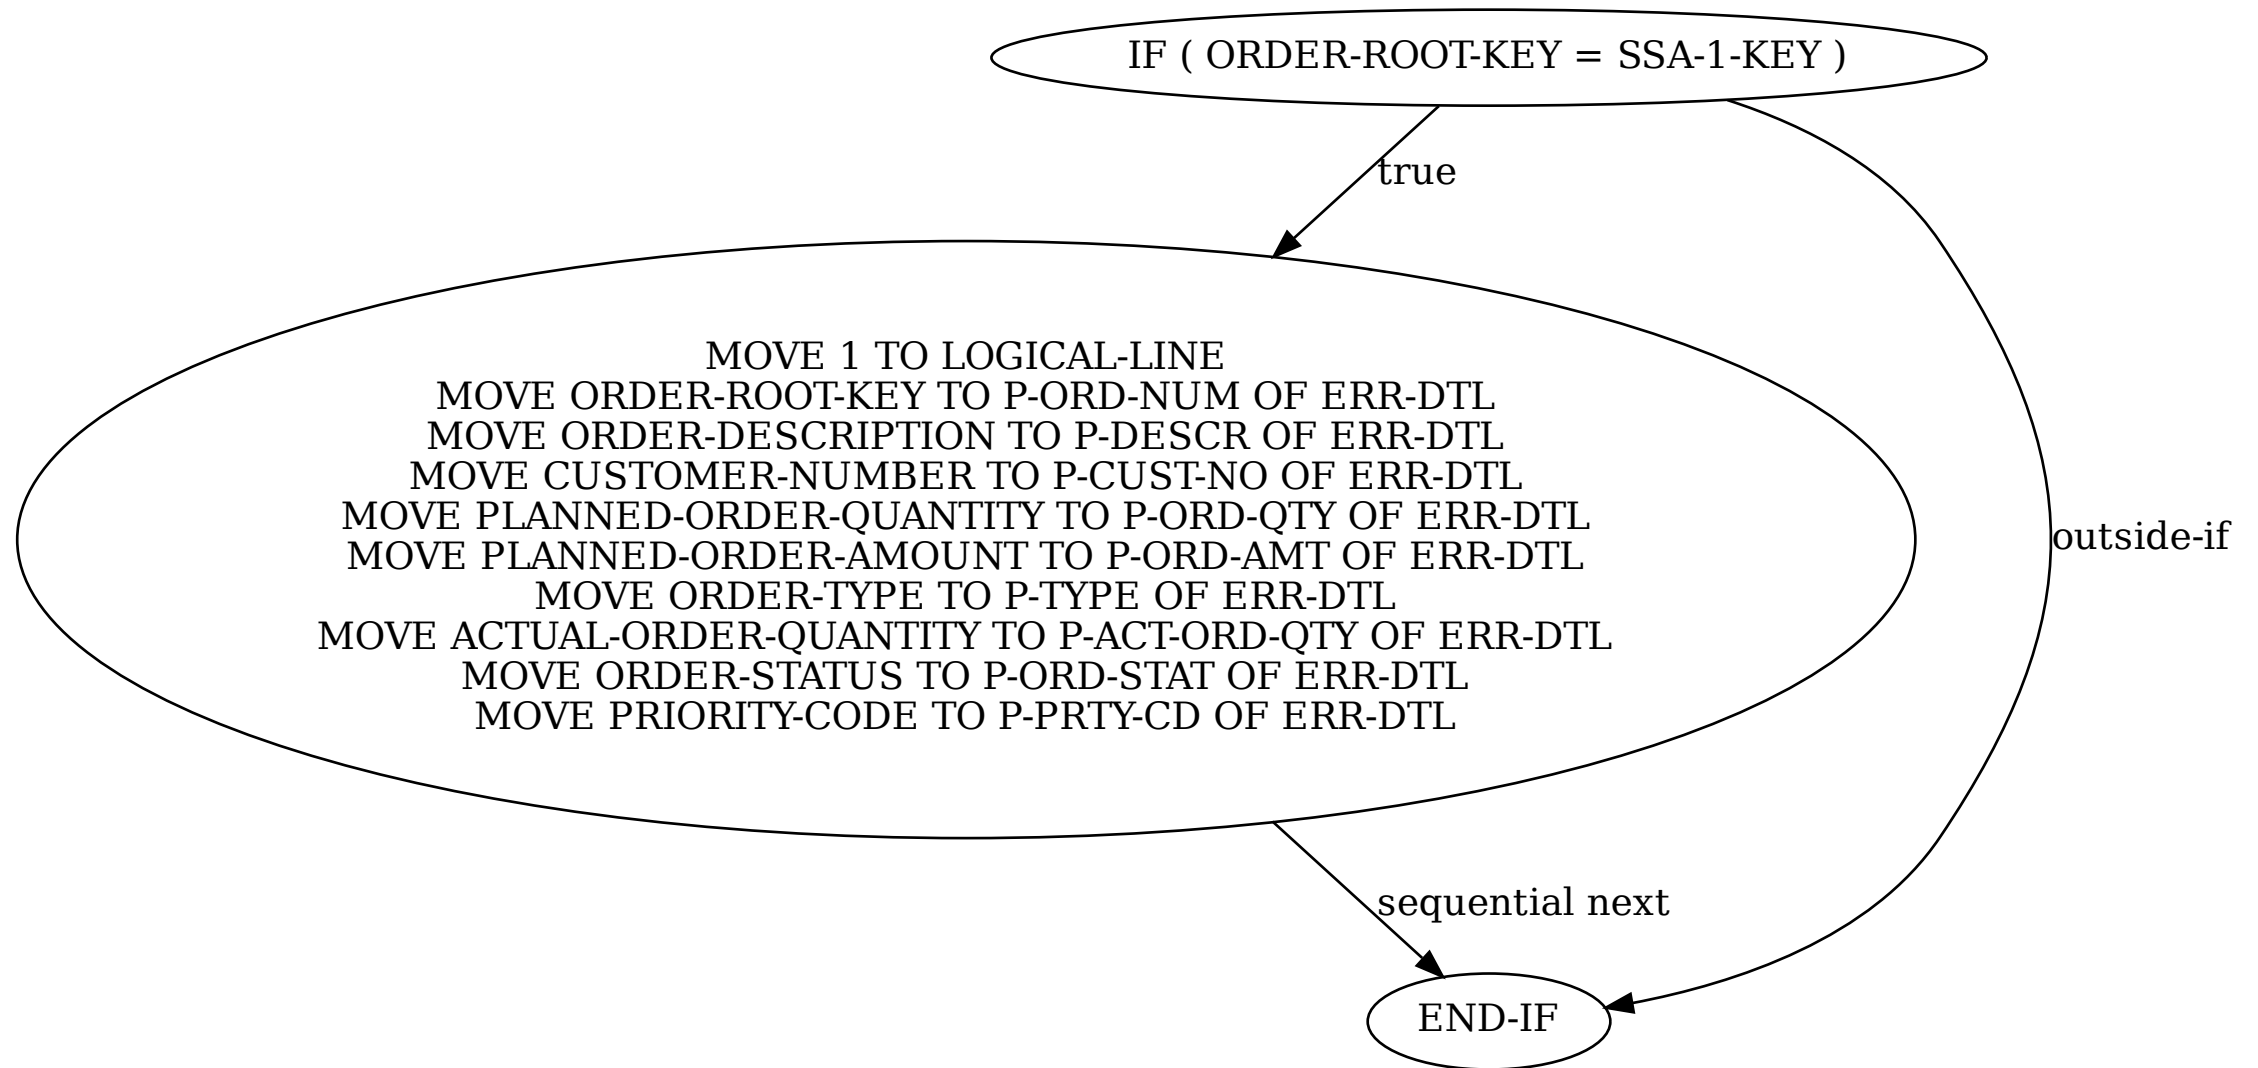 IF ( ORDER-ROOT-KEY = SSA-1-KEY )
true
MOVE 1 TO LOGICAL-LINE
MOVE ORDER-ROOT-KEY TO P-ORD-NUM OF ERR-DTL
MOVE ORDER-DESCRIPTION TO P-DESCR OF ERR-DTL
MOVE CUSTOMER-NUMBER TO P-CUST-NO OF ERR-DTL
MOVE PLANNED-ORDER-QUANTITY TO P-ORD-QTY OF ERR-DTL
MOVE PLANNED-ORDER-AMOUNT TO P-ORD-AMT OF ERR-DTL
MOVE ORDER-TYPE TO P-TYPE OF ERR-DTL
MOVE ACTUAL-ORDER-QUANTITY TO P-ACT-ORD-QTY OF ERR-DTL
MOVE ORDER-STATUS TO P-ORD-STAT OF ERR-DTL
MOVE PRIORITY-CODE TO P-PRTY-CD OF ERR-DTL
outside-if
sequential next
END-IF